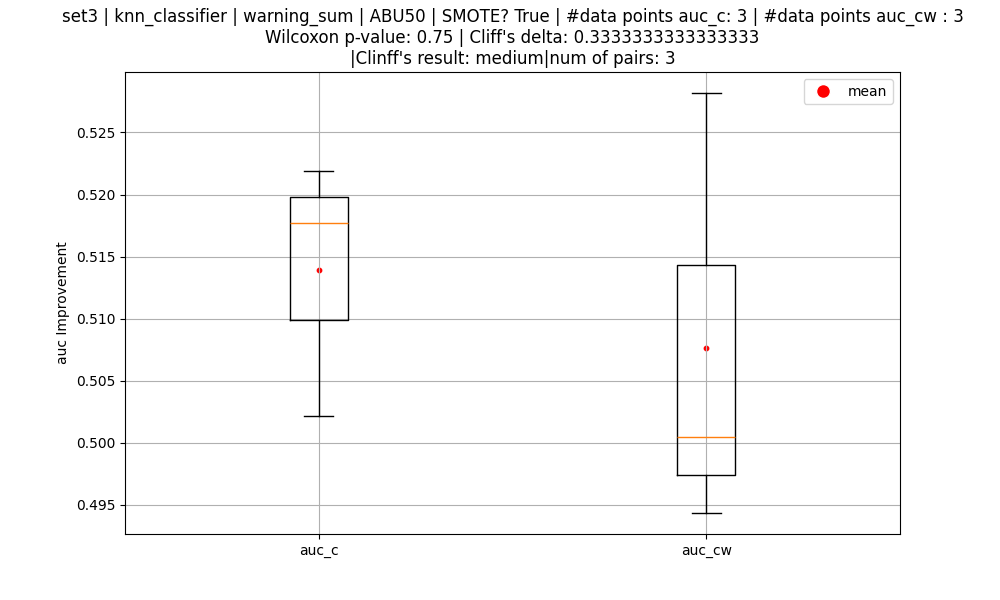 set3 | knn_classifier | warning_sum | ABU50 | SMOTE? True | #data points auc_c: 3 | #data points auc_cw : 3
Wilcoxon p-value: 0.75 | Cliff's delta: 0.3333333333333333
|Clinff's result: medium|num of pairs: 3
mean
0.525
0.520
0.515
0.510
0.505
0.500
0.495
auc Improvement
auc_c
auc_cw